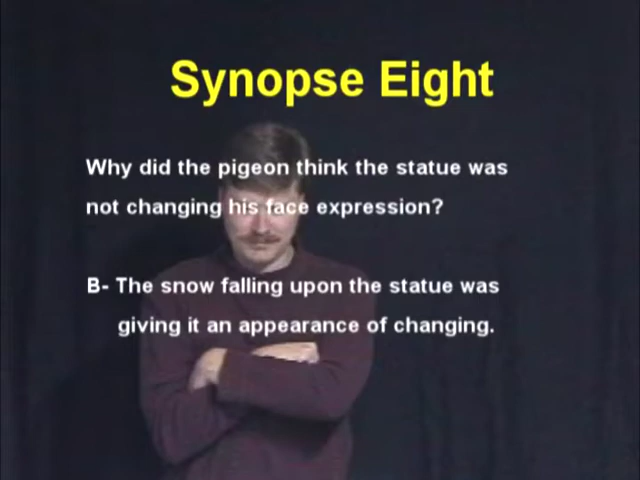 Synopse Eight
Why did the pigeon think the statue was
not changing his face expression?
B- The snow falling upon the statue was
giving it an appearance of changing.